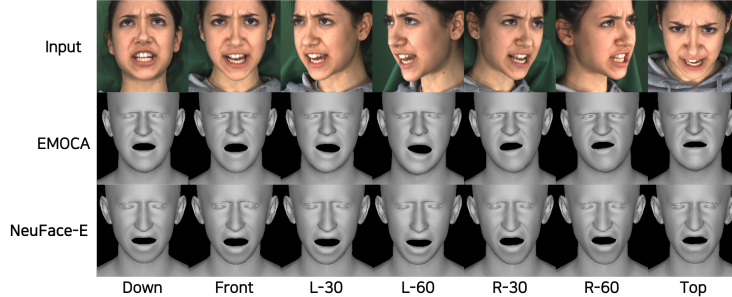 Input
EMOCA
NeuFace-E
Down Front L-30 L-60 R-30 R-60 Top